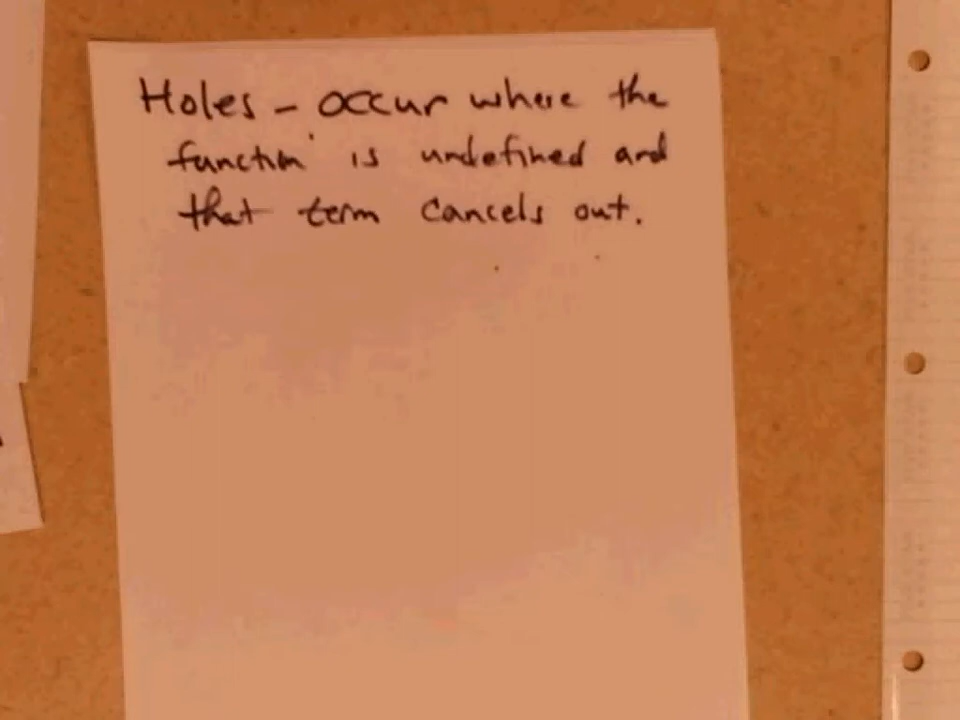 Holes - occur where the
function is undefined and
that term cancels out.